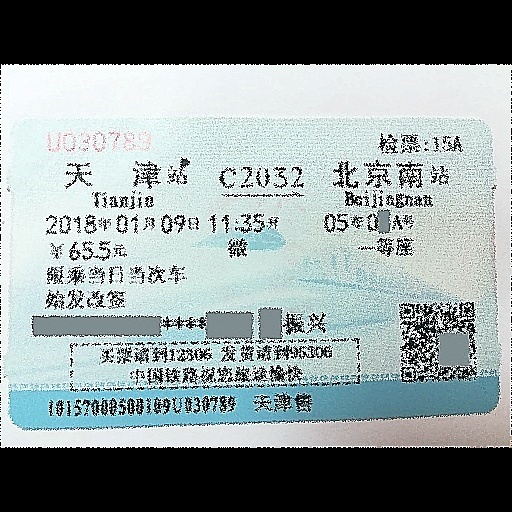 U030789 检票:15A
天津站 C2032 北京南站
Tianjin Beijingnan
2018年01月09日 11:35开 05车0 A号
￥65.5元 微 一等座
限乘当日当次车
始发改签
**** 振兴
买票请到12306 发货请到95306
中国铁路祝您旅途愉快
10157000500109U030789 天津售